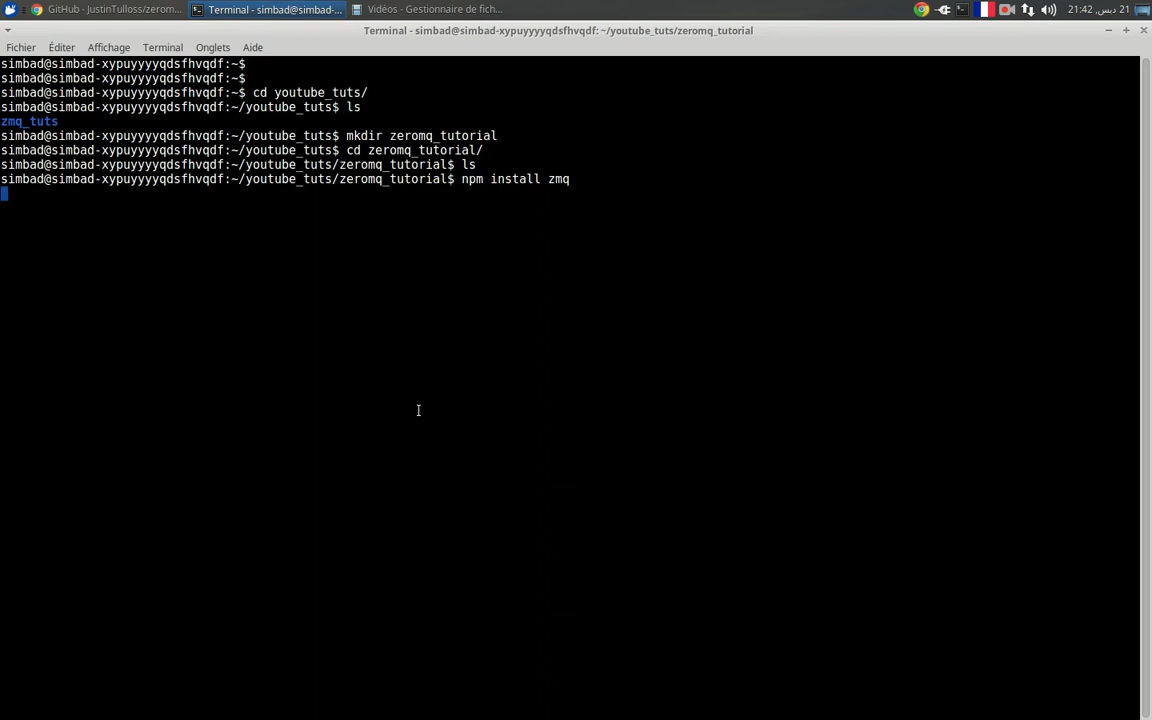 GitHub - JustinTulloss/zerom... Terminal - simbad@simbad-... Vidéos - Gestionnaire de fich... 21 دبس, 21:42
Terminal - simbad@simbad-xypuyyyyqdsfhvqdf: ~/youtube_tuts/zeromq_tutorial
Fichier Éditer Affichage Terminal Onglets Aide
simbad@simbad-xypuyyyyqdsfhvqdf:~$
simbad@simbad-xypuyyyyqdsfhvqdf:~$
simbad@simbad-xypuyyyyqdsfhvqdf:~$ cd youtube_tuts/
simbad@simbad-xypuyyyyqdsfhvqdf:~/youtube_tuts$ ls
zmq_tuts
simbad@simbad-xypuyyyyqdsfhvqdf:~/youtube_tuts$ mkdir zeromq_tutorial
simbad@simbad-xypuyyyyqdsfhvqdf:~/youtube_tuts$ cd zeromq_tutorial/
simbad@simbad-xypuyyyyqdsfhvqdf:~/youtube_tuts/zeromq_tutorial$ ls
simbad@simbad-xypuyyyyqdsfhvqdf:~/youtube_tuts/zeromq_tutorial$ npm install zmq